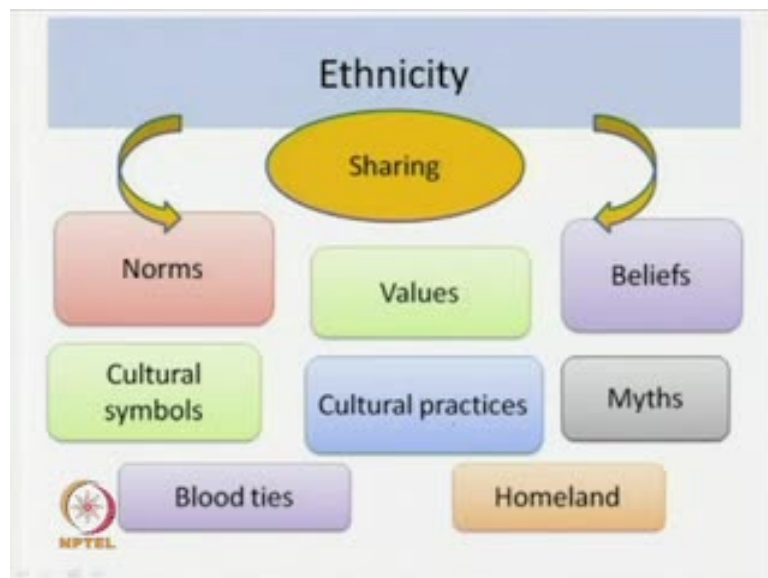 Ethnicity
Sharing
Norms
Values
Beliefs
Cultural
symbols
Cultural practices
Myths
Blood ties
Homeland
NPTEL